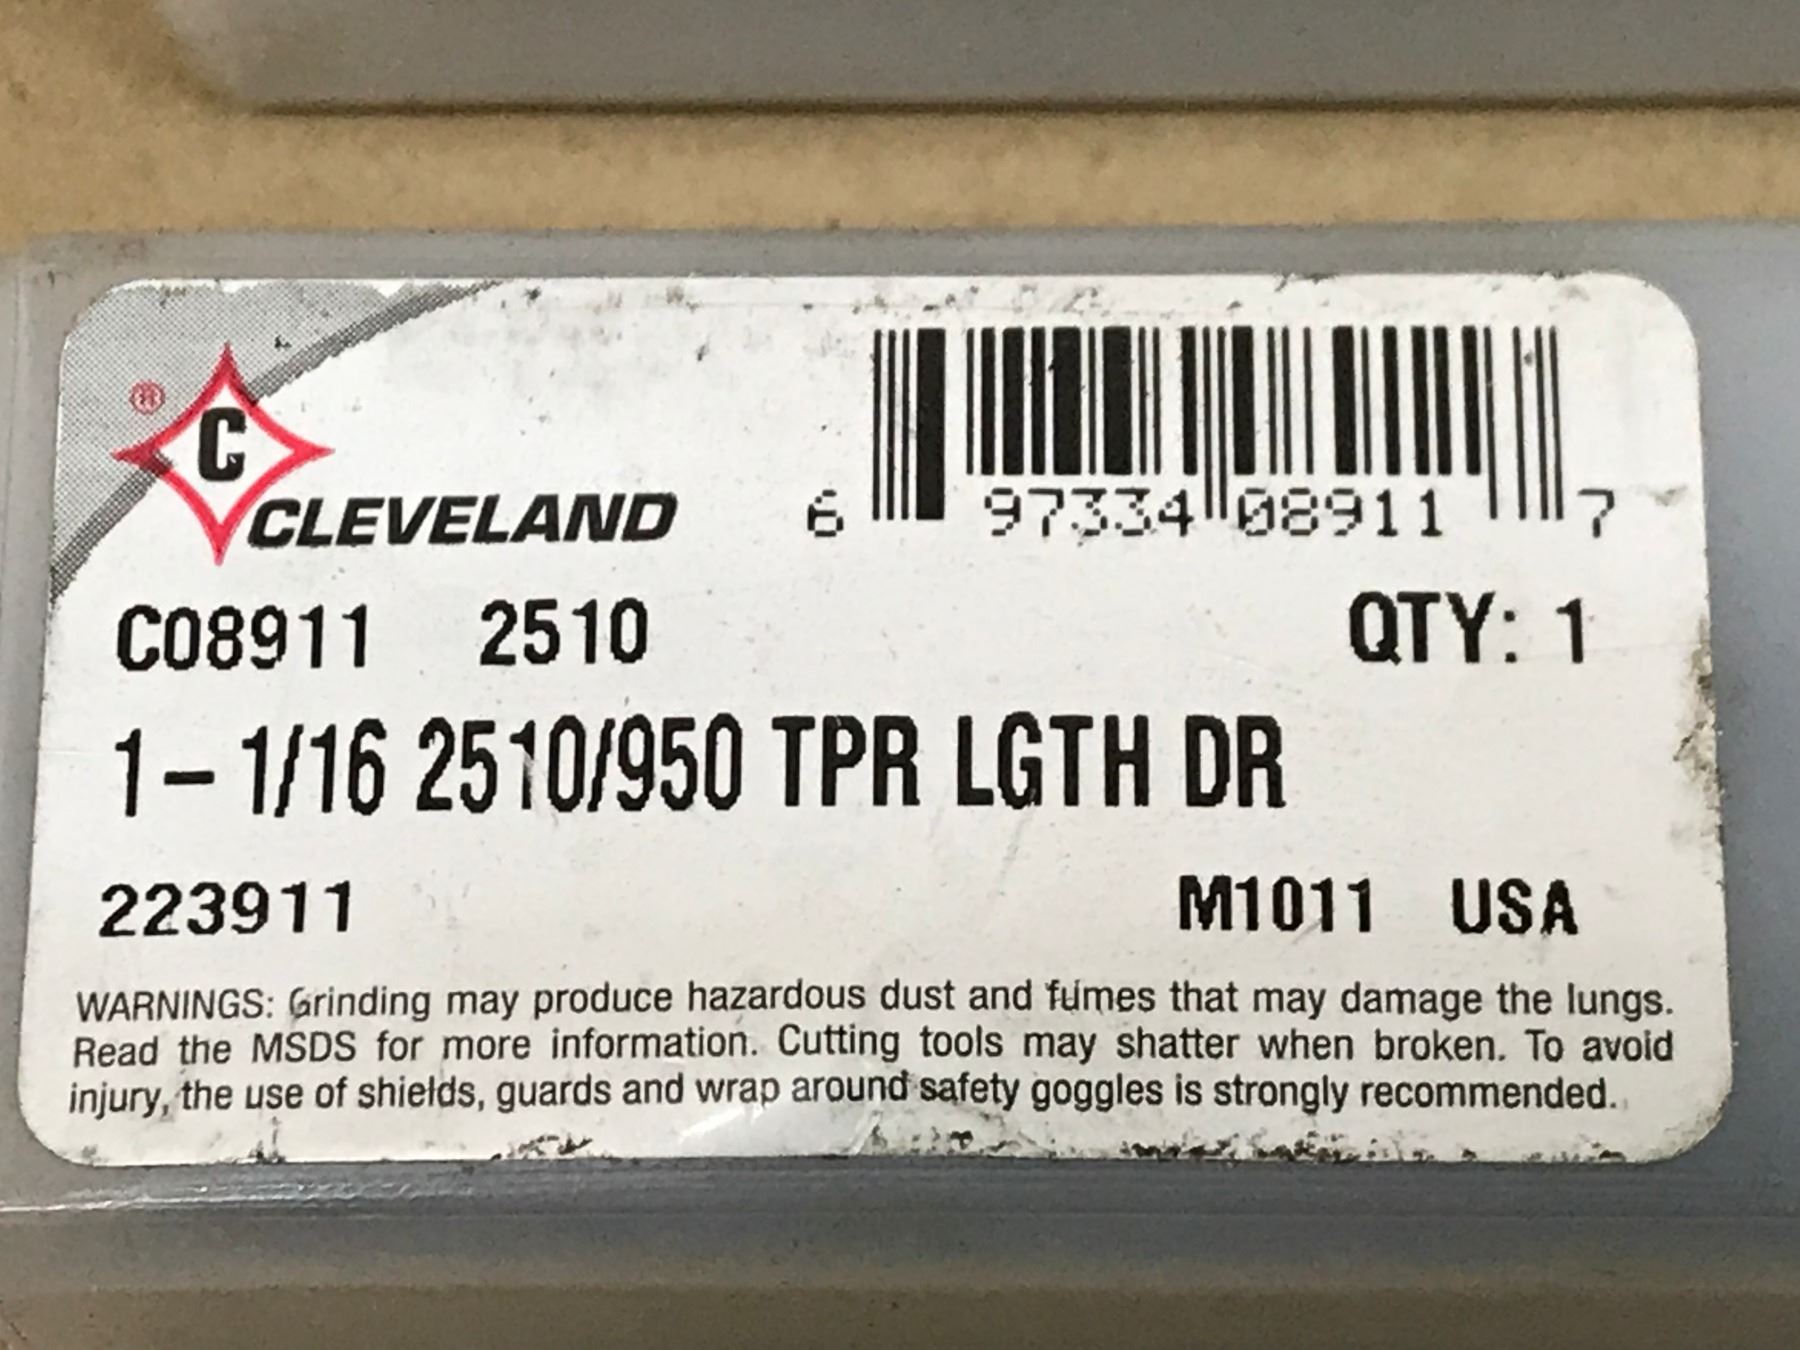 ®
C
CLEVELAND
6 97334 08911 7
C08911 2510 QTY: 1
1-1/16 2510/950 TPR LGTH DR
223911 M1011 USA
WARNINGS: Grinding may produce hazardous dust and fumes that may damage the lungs.
Read the MSDS for more information. Cutting tools may shatter when broken. To avoid
injury, the use of shields, guards and wrap around safety goggles is strongly recommended.